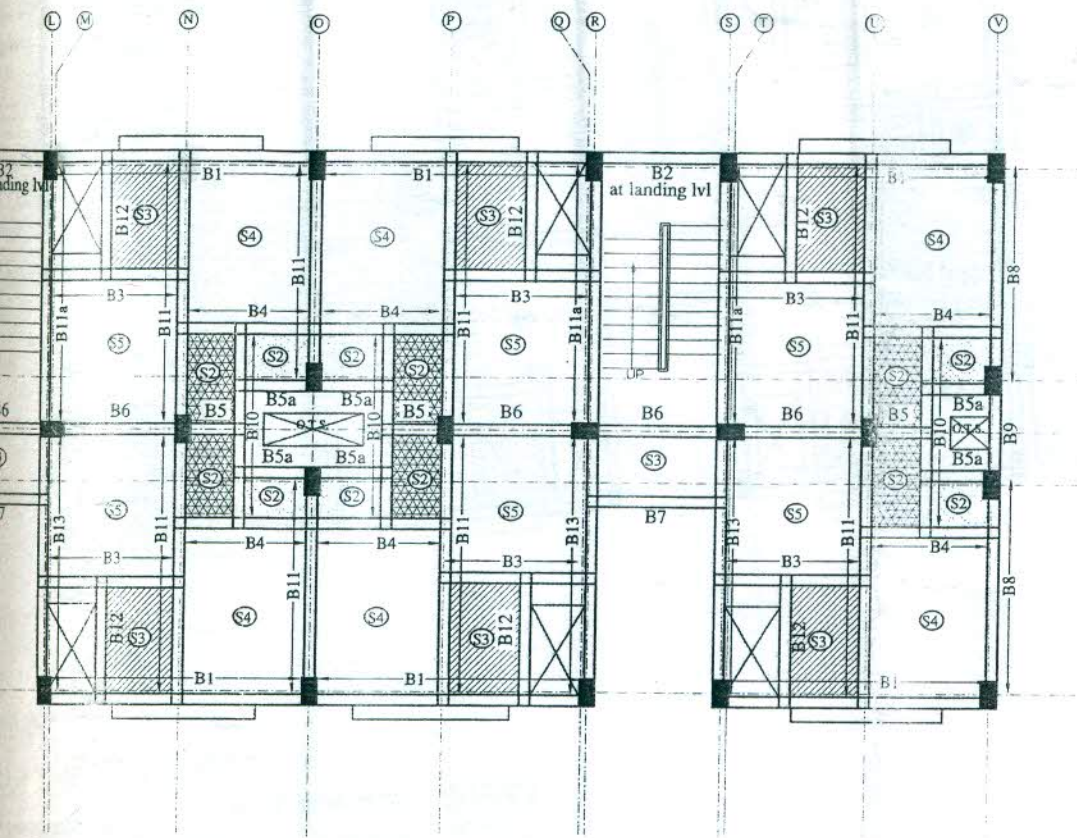 L M N O P Q R S T U V
B2
at landing lvl
B1 B1 B1
B12 S3 S3 B12 B12 S3
S4 S4 S4
B11 B8
B3 B4 B4 B3 B3 B4
B11a B11 B11 B11a B11a B11
S5 S2 S2 S5 S5 S2
S2 S2 S2
UP
B5a B5a B5a
B6 B5 B10 O.T.S. B10 B5 B6 B6 B6 B5 B10 O.T.S. B9
B5a B5a B5a
S3
S2 S2 S2 S2 S2 S2
S5 S5 B7 S5
B13 B11 B11 B13 B13 B11
B3 B4 B4 B3 B3 B4
B11 B8
B12 S3 S4 S4 S3 B12 B12 S3 S4
B1 B1 B1